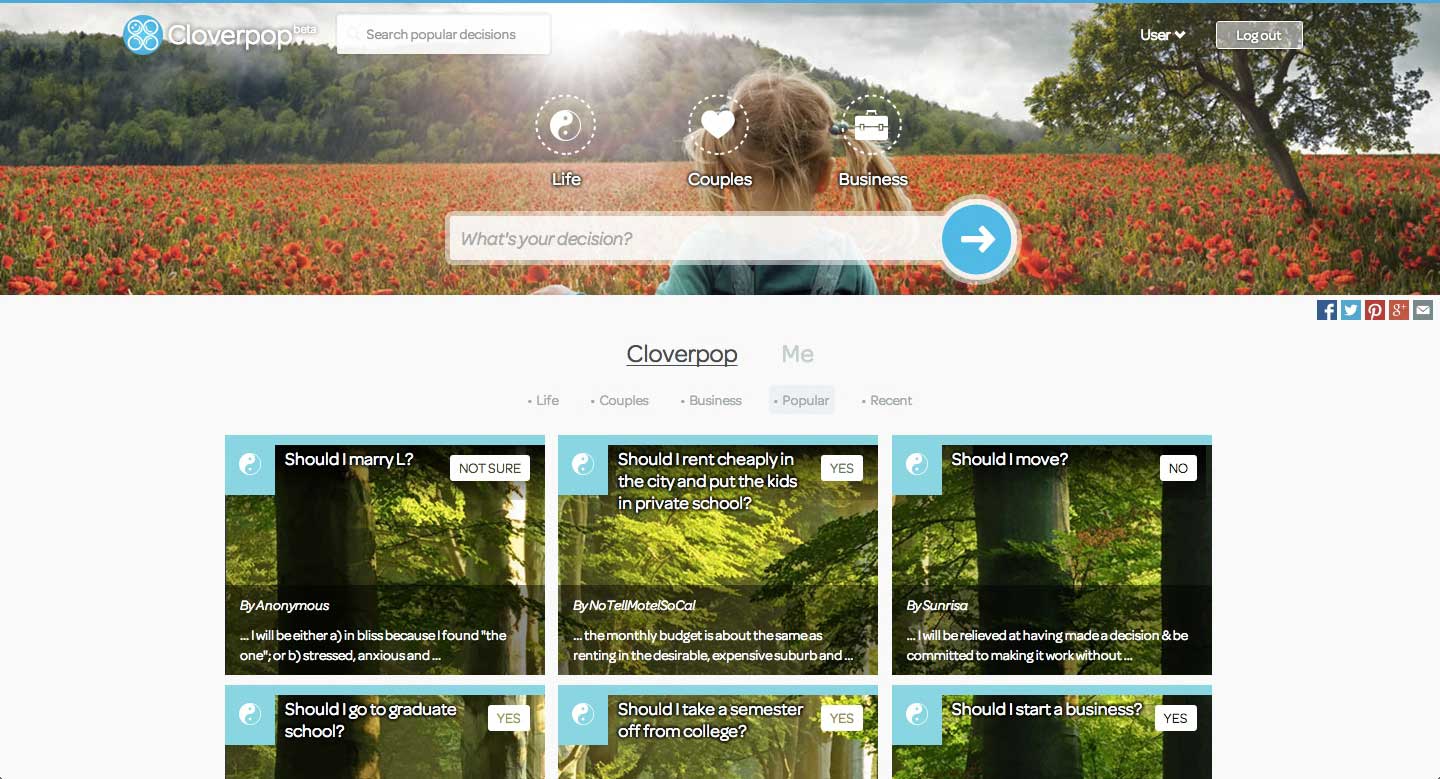 Cloverpop beta
Search popular decisions
User
Log out
Life
Couples
Business
What's your decision?
Cloverpop
Me
• Life
• Couples
• Business
• Popular
• Recent
Should I marry L?
NOT SURE
By Anonymous
... I will be either a) in bliss because I found "the
one"; or b) stressed, anxious and ...
Should I rent cheaply in
the city and put the kids
in private school?
YES
By NoTellMotelSoCal
... the monthly budget is about the same as
renting in the desirable, expensive suburb and ...
Should I move?
NO
By Sunrisa
... I will be relieved at having made a decision & be
committed to making it work without ...
Should I go to graduate
school?
YES
Should I take a semester
off from college?
YES
Should I start a business?
YES